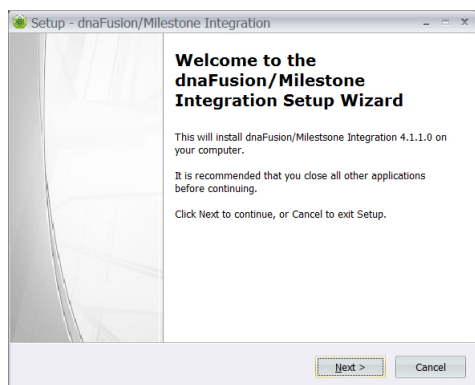 Setup - dnaFusion/Milestone Integration
Welcome to the
dnaFusion/Milestone
Integration Setup Wizard
This will install dnaFusion/Milestsone Integration 4.1.1.0 on
your computer.
It is recommended that you close all other applications
before continuing.
Click Next to continue, or Cancel to exit Setup.
Next >
Cancel